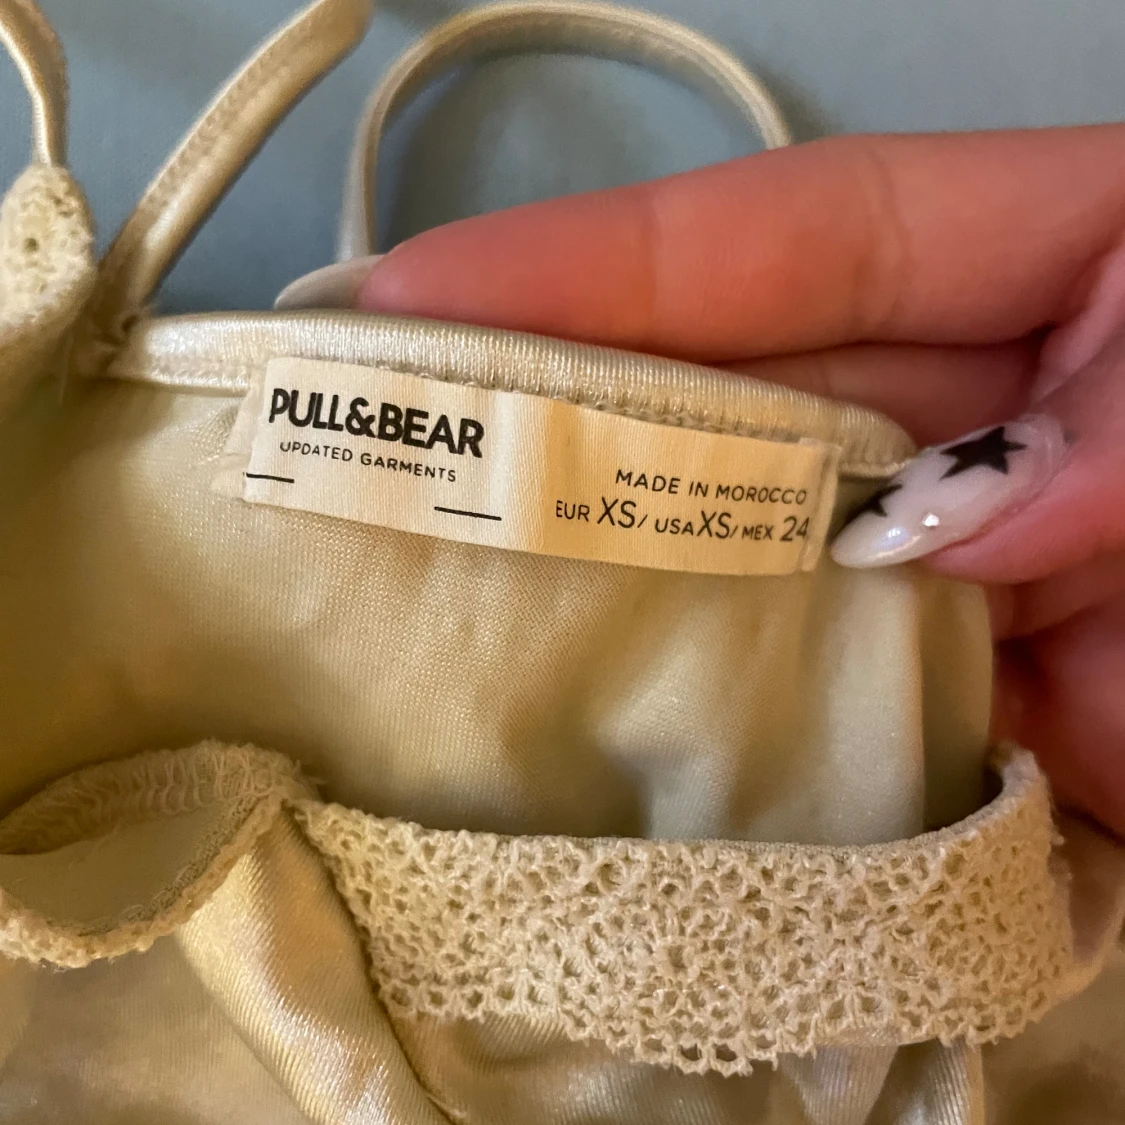 PULL&BEAR
UPDATED GARMENTS
MADE IN MOROCCO
EUR XS/ USA XS/ MEX 24